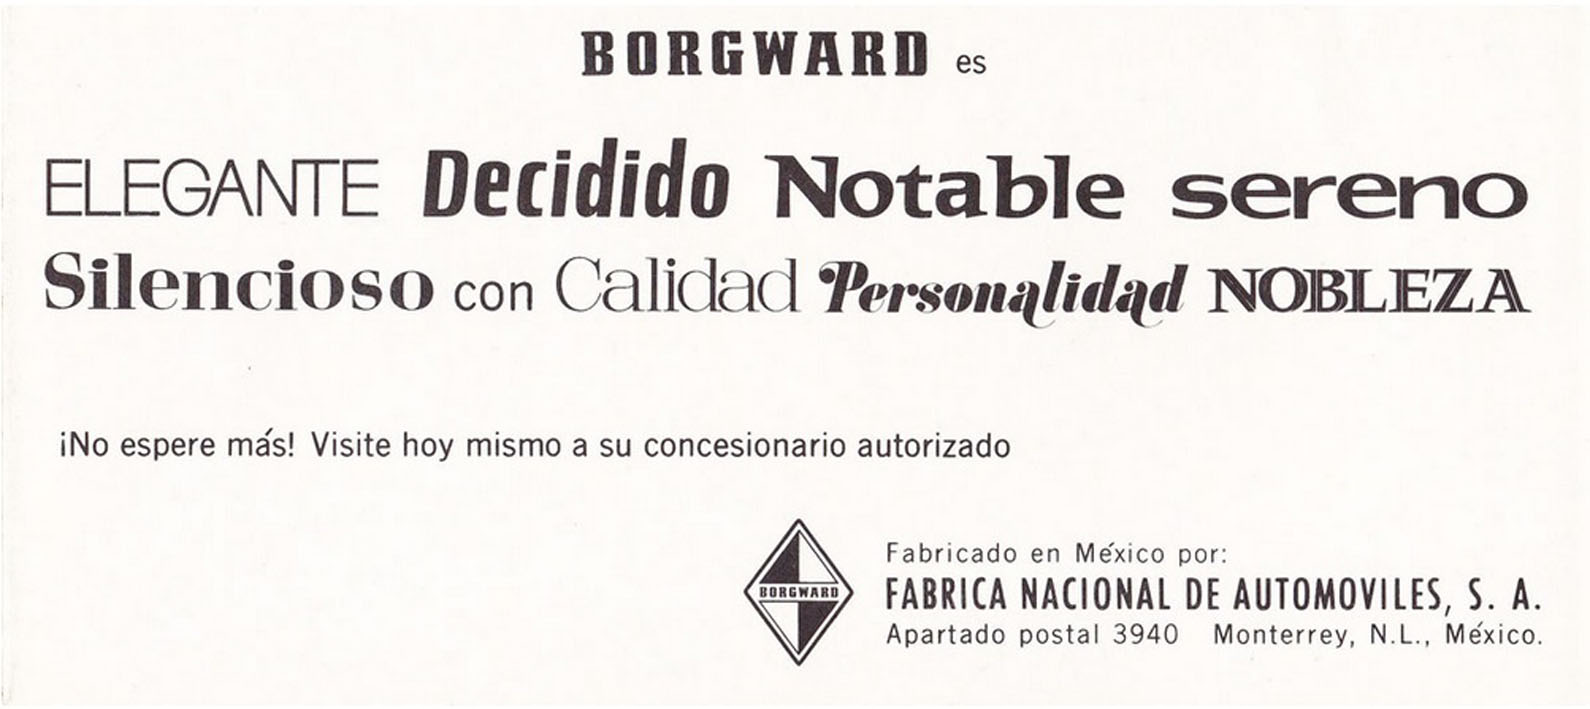 BORGWARD es
ELEGANTE Decidido Notable sereno
Silencioso con Calidad Personalidad NOBLEZA
¡No espere más! Visite hoy mismo a su concesionario autorizado
BORGWARD
Fabricado en México por:
FABRICA NACIONAL DE AUTOMOVILES, S. A.
Apartado postal 3940 Monterrey, N.L., México.